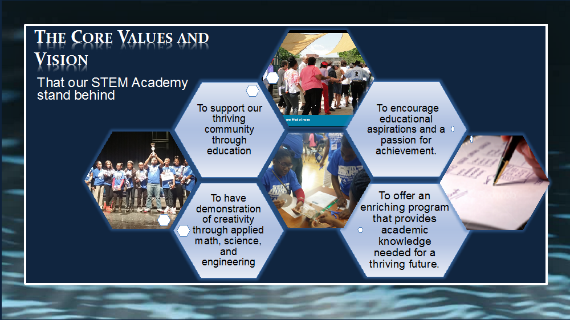 The Core Values and
Vision
That our STEM Academy
stand behind
To support our
thriving
community
through
education
To encourage
educational
aspirations and a
passion for
achievement.
To have
demonstration
of creativity
through applied
math, science,
and
engineering
To offer an
enriching program
that provides
academic
knowledge
needed for a
thriving future.